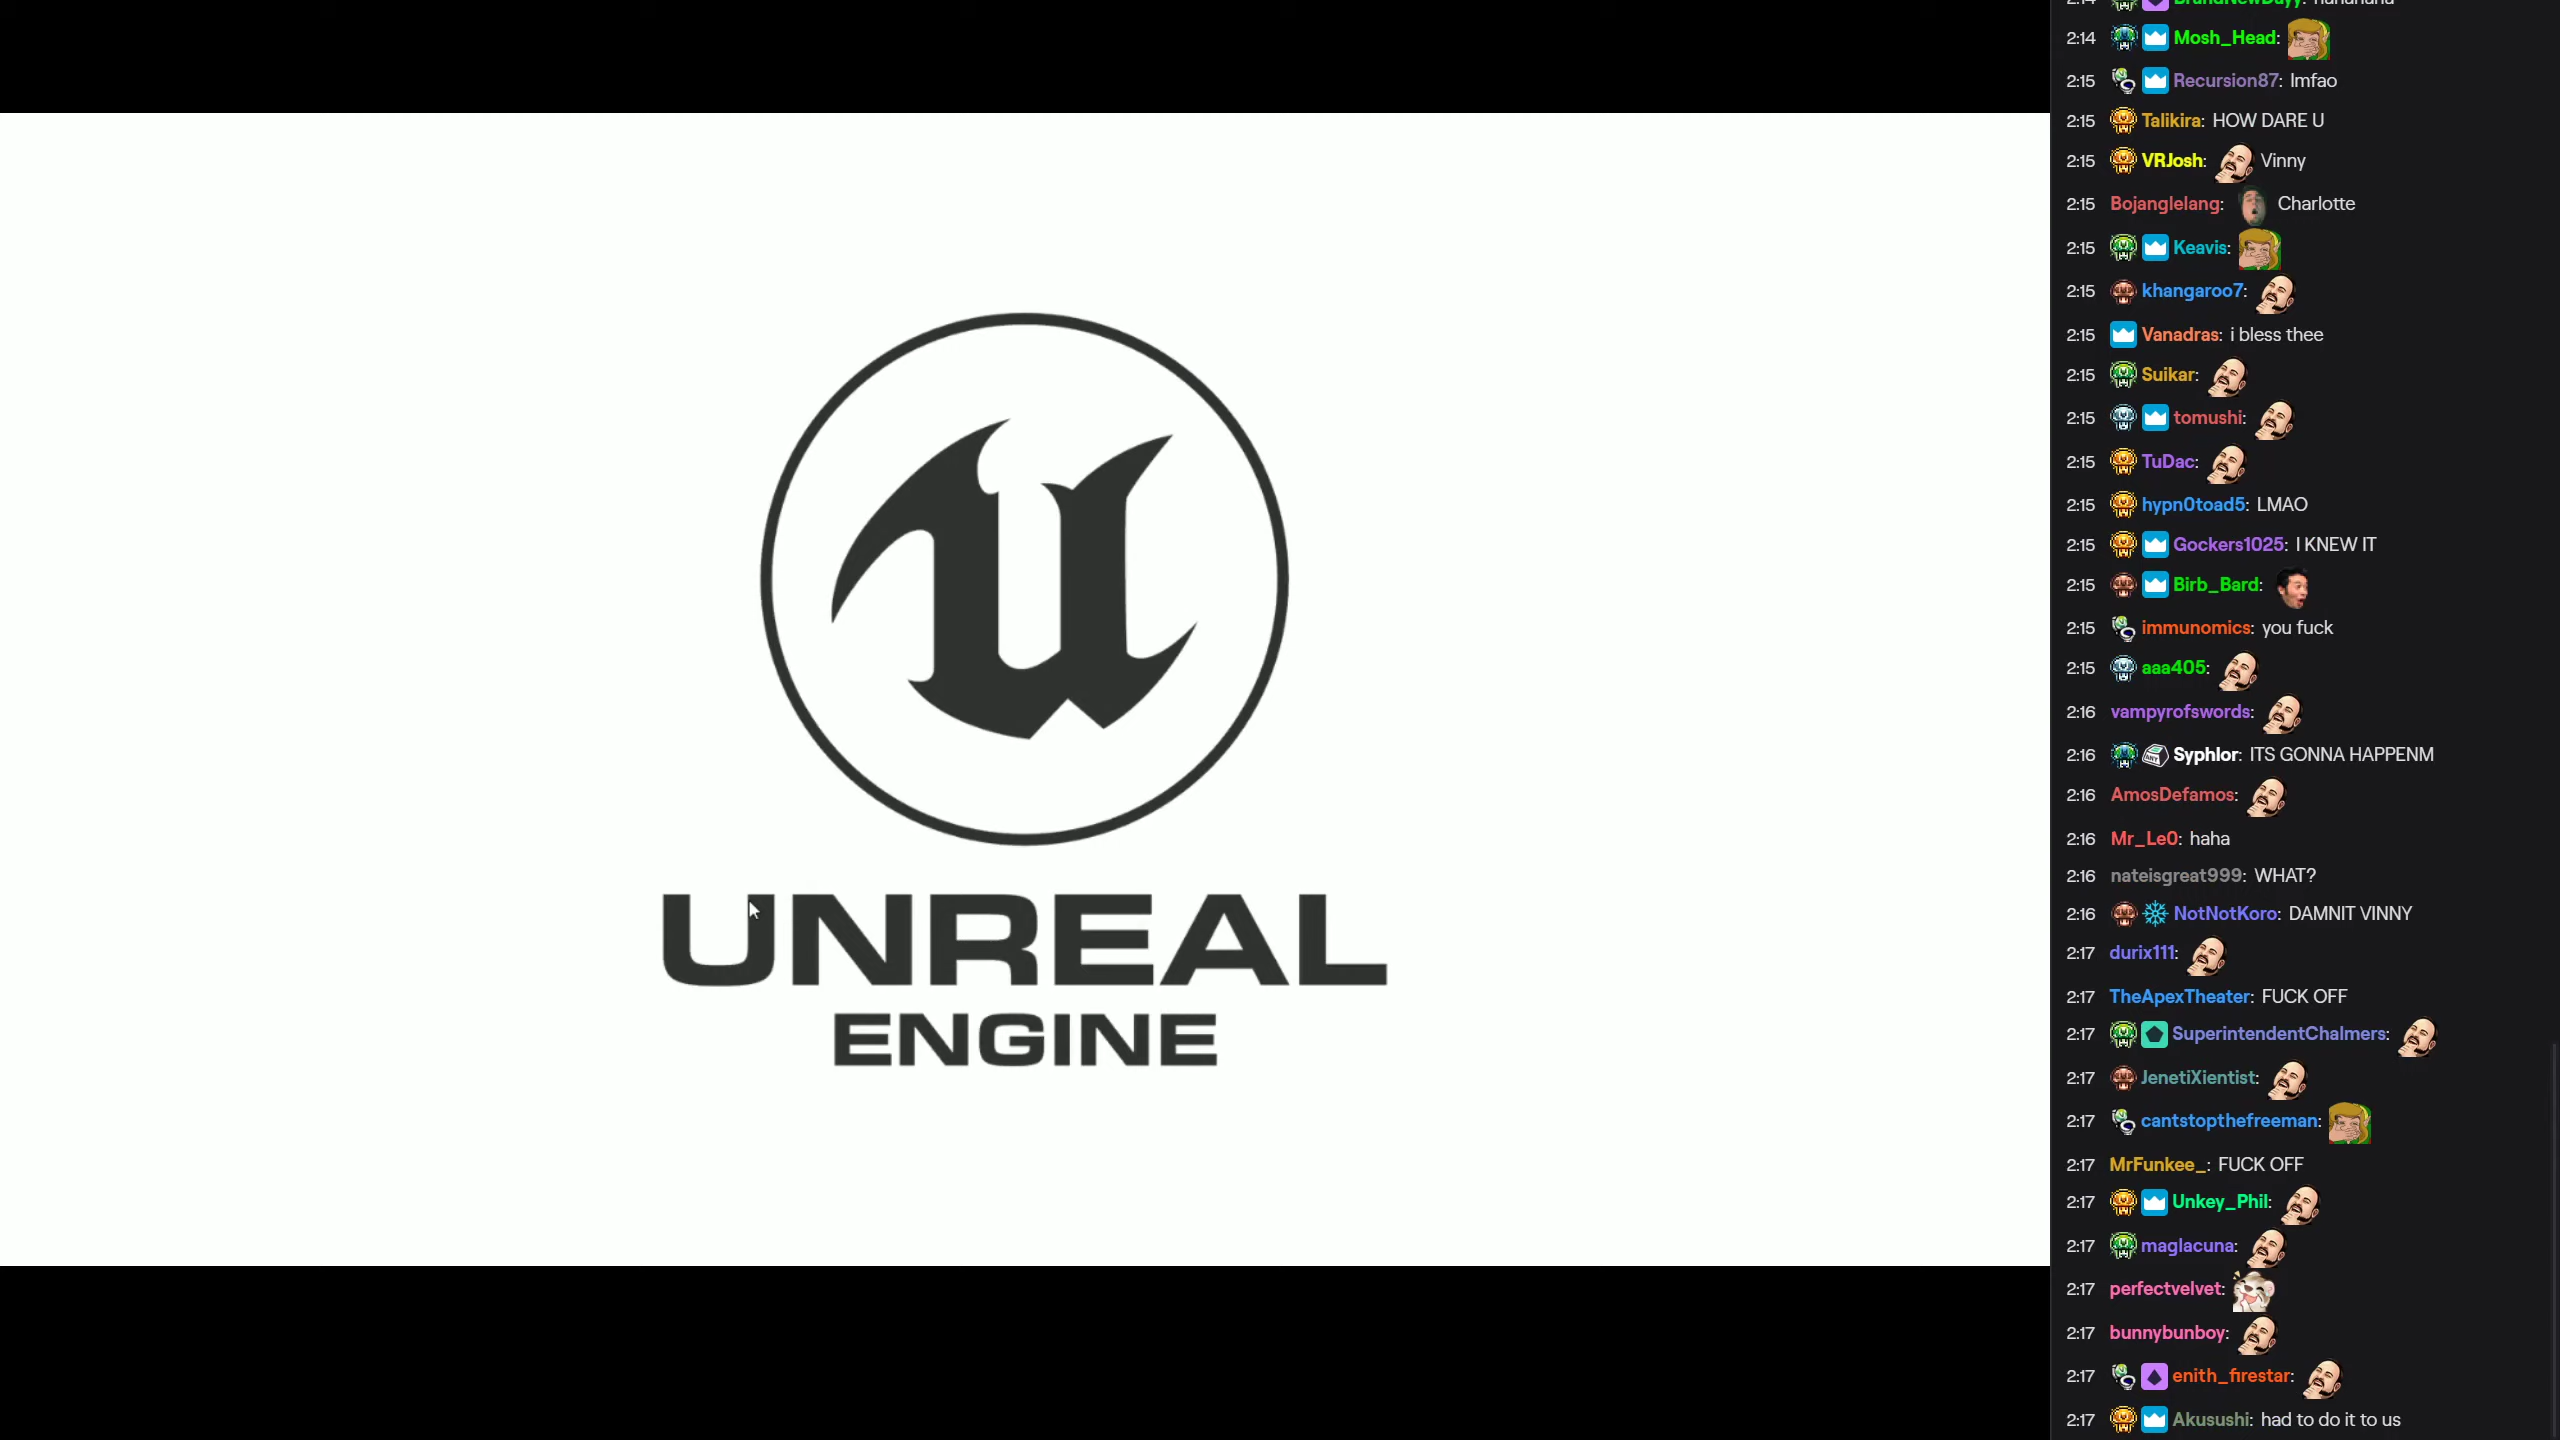 UNREAL
ENGINE
2:14 Mosh_Head:
2:15 Recursion87: lmfao
2:15 Talikira: HOW DARE U
2:15 VRJosh: Vinny
2:15 Bojanglelang: Charlotte
2:15 Keavis:
2:15 khangaroo7:
2:15 Vanadras: i bless thee
2:15 Suikar:
2:15 tomushi:
2:15 TuDac:
2:15 hypn0toad5: LMAO
2:15 Gockers1025: I KNEW IT
2:15 Birb_Bard:
2:15 immunomics: you fuck
2:15 aaa405:
2:16 vampyrofswords:
2:16 Syphlor: ITS GONNA HAPPENM
2:16 AmosDefamos:
2:16 Mr_Le0: haha
2:16 nateisgreat999: WHAT?
2:16 NotNotKoro: DAMNIT VINNY
2:17 durix111:
2:17 TheApexTheater: FUCK OFF
2:17 SuperintendentChalmers:
2:17 JenetiXientist:
2:17 cantstopthefreeman:
2:17 MrFunkee_: FUCK OFF
2:17 Unkey_Phil:
2:17 maglacuna:
2:17 perfectvelvet:
2:17 bunnybunboy:
2:17 enith_firestar:
2:17 Akusushi: had to do it to us